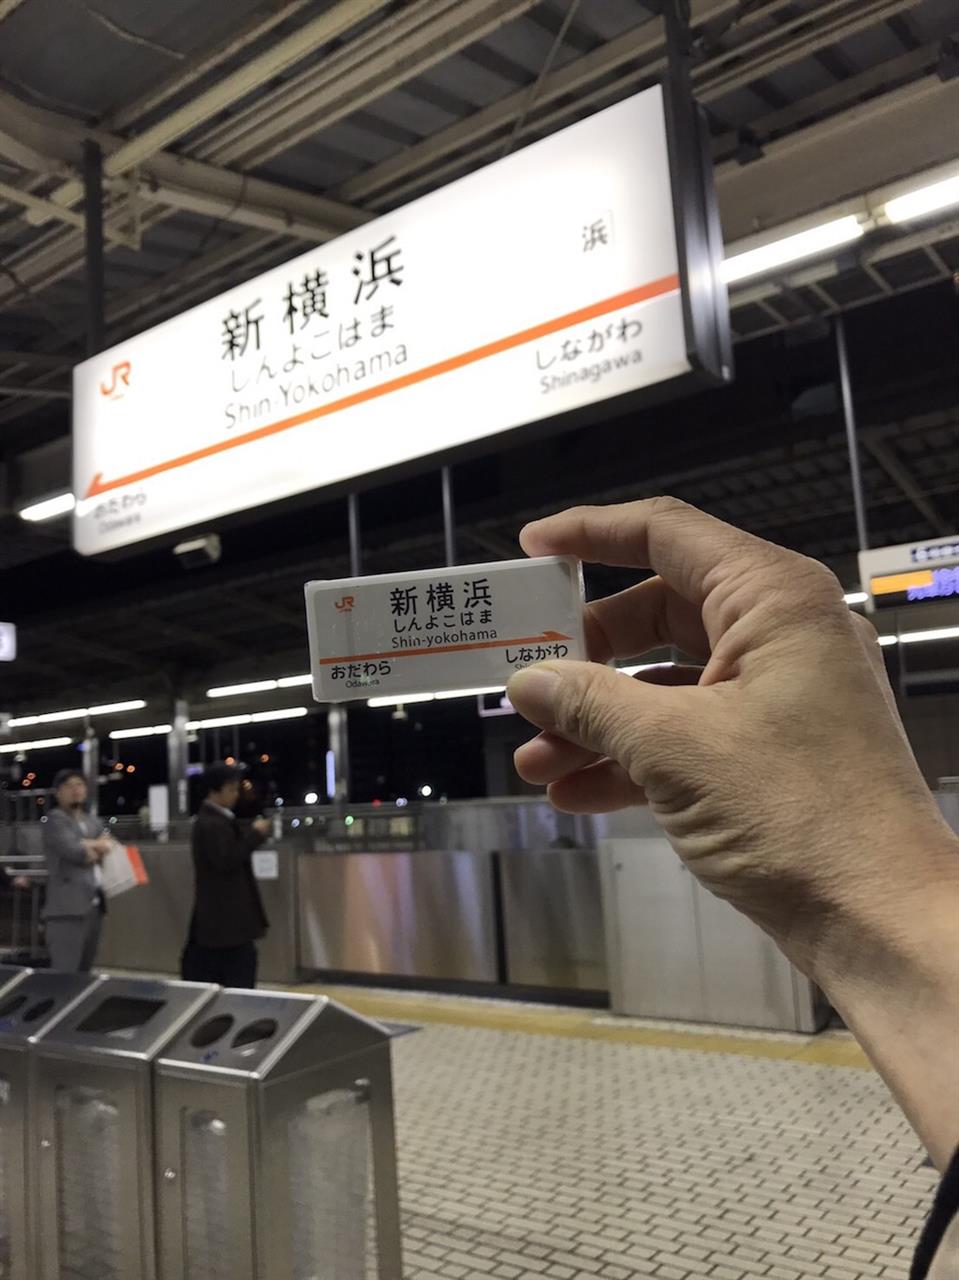 浜
新横浜
しんよこはま
Shin-Yokohama
JR
しながわ
Shinagawa
おだわら
Odawara
JR
新横浜
しんよこはま
Shin-yokohama
おだわら
Odawara
しながわ